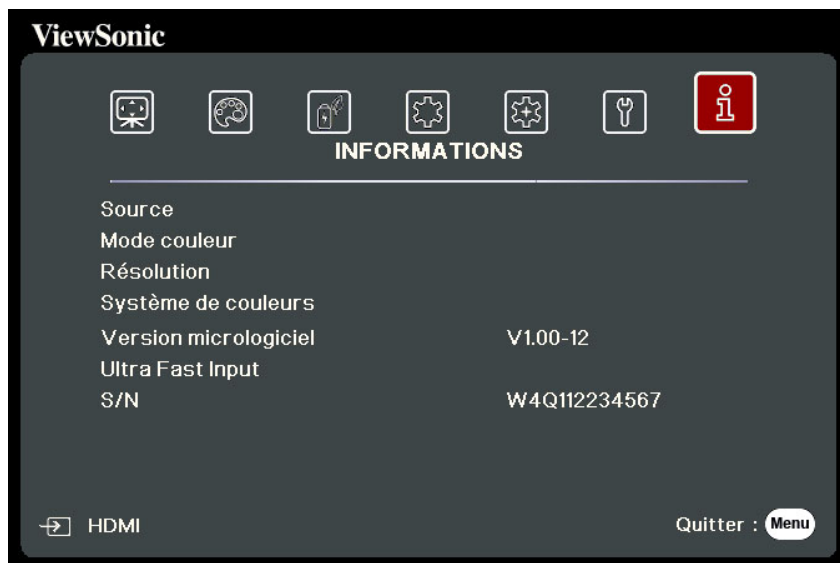 ViewSonic
INFORMATIONS
Source
Mode couleur
Résolution
Système de couleurs
Version micrologiciel V1.00-12
Ultra Fast Input
S/N W4Q112234567
HDMI Quitter : Menu